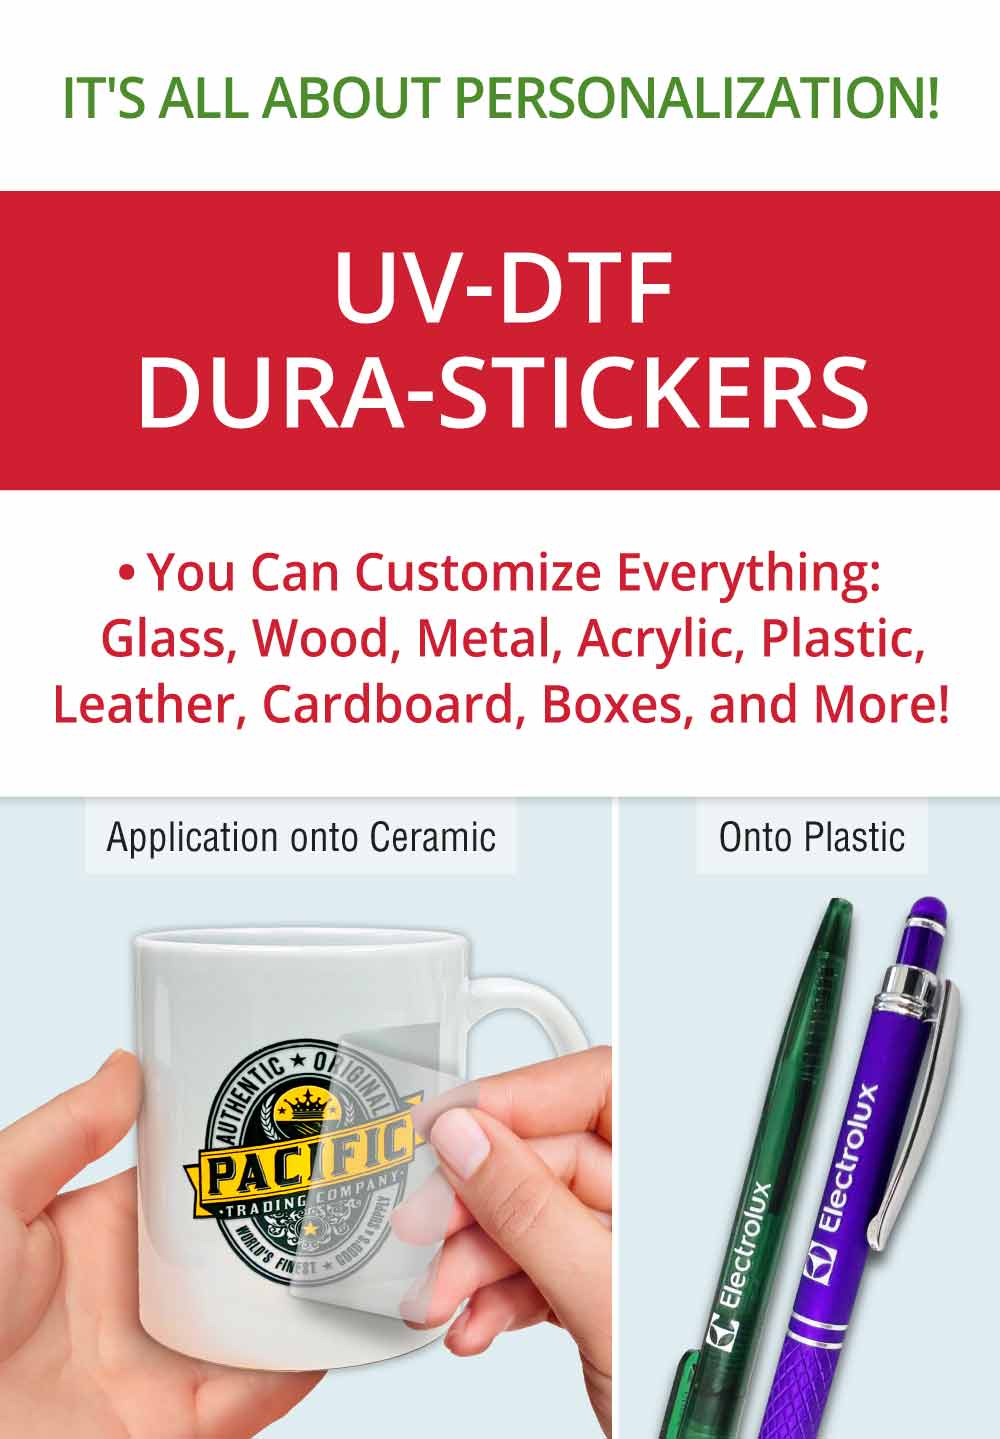 IT'S ALL ABOUT PERSONALIZATION!
UV-DTF
DURA-STICKERS
• You Can Customize Everything:
Glass, Wood, Metal, Acrylic, Plastic,
Leather, Cardboard, Boxes, and More!
Application onto Ceramic
Onto Plastic
AUTHENTIC ★ ORIGINAL
PACIFIC
•TRADING COMPANY•
WORLD'S FINEST ★ GOOD'S & SUPPLY
Electrolux
Electrolux